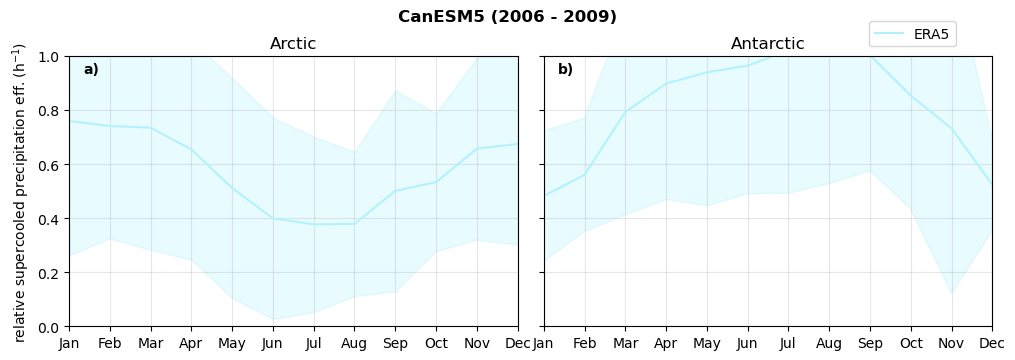 CanESM5 (2006 - 2009)
ERA5
Arctic
Antarctic
a)
b)
relative supercooled precipitation eff. (h⁻¹)
1.0
0.8
0.6
0.4
0.2
0.0
Jan Feb Mar Apr May Jun Jul Aug Sep Oct Nov Dec
Jan Feb Mar Apr May Jun Jul Aug Sep Oct Nov Dec